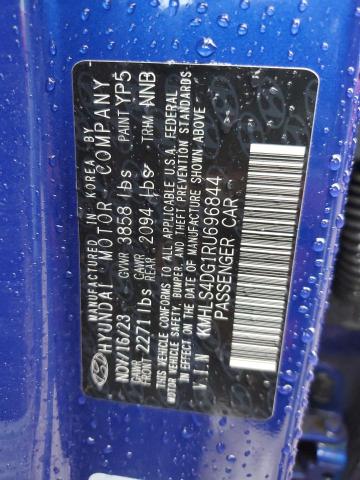 MANUFACTURED IN KOREA BY
HYUNDAI MOTOR COMPANY
NOV/16/23 GVWR 3858 lbs PAINT YP5
GAWR FRONT 2271 lbs GAWR REAR 2094 lbs TRIM NNB
THIS VEHICLE CONFORMS TO ALL APPLICABLE U.S.A. FEDERAL
MOTOR VEHICLE SAFETY, BUMPER, AND THEFT PREVENTION STANDARDS
IN EFFECT ON THE DATE OF MANUFACTURE SHOWN ABOVE
V I N : KMHLS4DG1RU696844
PASSENGER CAR